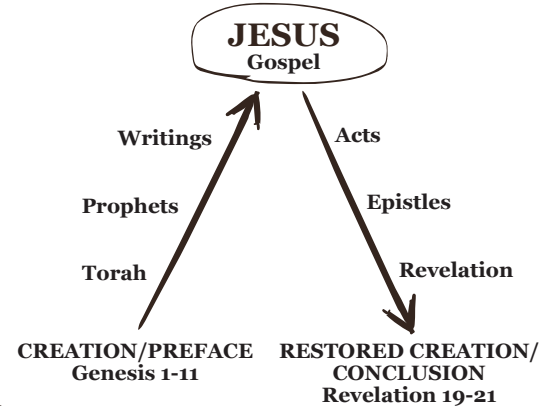 JESUS
Gospel
Writings
Acts
Prophets
Epistles
Torah
Revelation
CREATION/PREFACE
Genesis 1-11
RESTORED CREATION/
CONCLUSION
Revelation 19-21